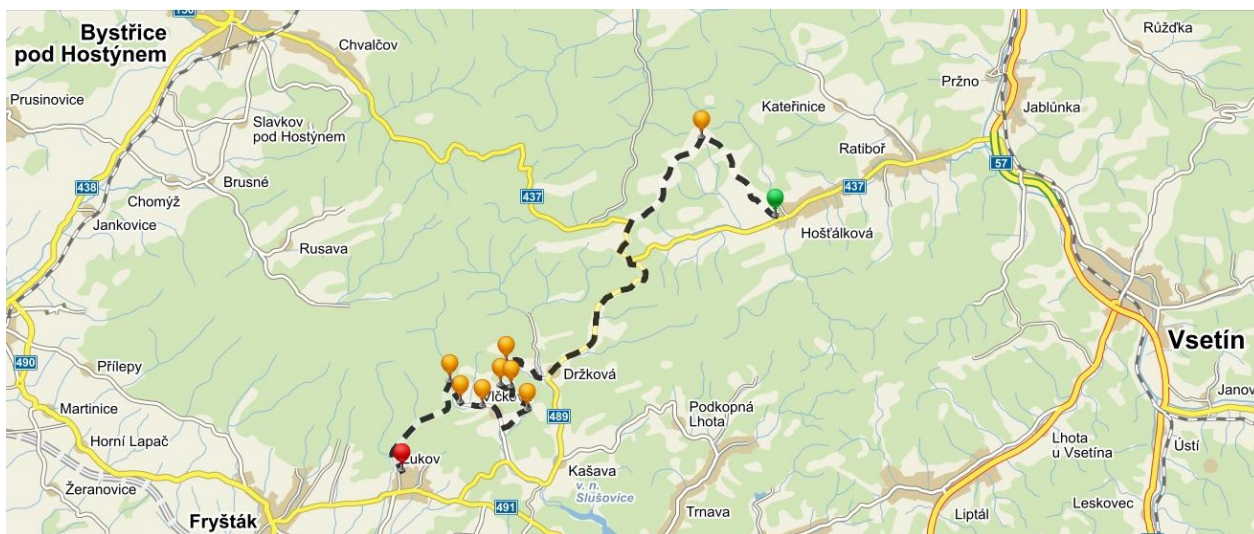 150
Bystřice
pod Hostýnem
Chvalčov
Růžďka
Pržno
Prusinovice
Slavkov
pod Hostýnem
Kateřinice
Jablůnka
Ratiboř
57
438
Brusné
437
437
Chomýž
Jankovice
Rusava
Hošťálková
Vsetín
490
Přílepy
Držková
Janov
Martinice
489
Podkopná
Lhota
Horní Lapač
Lukov
Kašava
Lhota
u Vsetína
Ústí
Žeranovice
v. n.
Slušovice
491
Fryšták
Trnava
Liptál
Leskovec